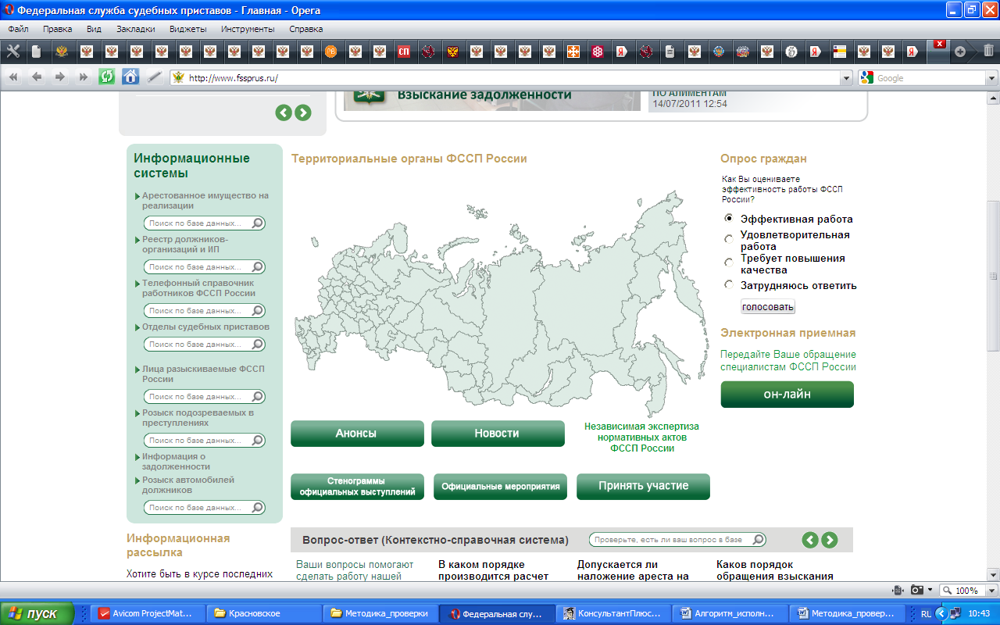 Федеральная служба судебных приставов - Главная - Opera
Файл Правка Вид Закладки Виджеты Инструменты Справка
http://www.fssprus.ru/
Google
Взыскание задолженности
ПО АЛИМЕНТАМ
14/07/2011 12:54
Информационные
системы
Арестованное имущество на
реализации
Поиск по базе данных...
Реестр должников-
организаций и ИП
Поиск по базе данных...
Телефонный справочник
работников ФССП России
Поиск по базе данных...
Отделы судебных приставов
Поиск по базе данных...
Лица разыскиваемые ФССП
России
Поиск по базе данных...
Розыск подозреваемых в
преступлениях
Поиск по базе данных...
Информация о
задолженности
Розыск автомобилей
должников
Поиск по базе данных...
Информационная
рассылка
Хотите быть в курсе последних
Территориальные органы ФССП России
Анонсы
Новости
Независимая экспертиза
нормативных актов
ФССП России
Стенограммы
официальных выступлений
Официальные мероприятия
Принять участие
Опрос граждан
Как Вы оцениваете
эффективность работы ФССП
России?
Эффективная работа
Удовлетворительная
работа
Требует повышения
качества
Затрудняюсь ответить
голосовать
Электронная приемная
Передайте Ваше обращение
специалистам ФССП России
он-лайн
Вопрос-ответ (Контекстно-справочная система)
Проверьте, есть ли ваш вопрос в базе
Ваши вопросы помогают
сделать работу нашей
В каком порядке
производится расчет
Допускается ли
наложение ареста на
Каков порядок
обращения взыскания
100%
пуск
Avicom ProjectMat...
Красновское
Методика_проверки
Федеральная слу...
КонсультантПлюс...
Алгоритм_исполн...
Методика_провер...
RL
10:43